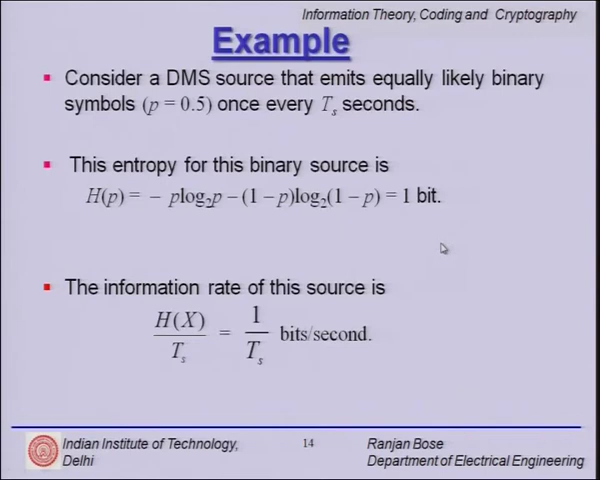 Information Theory, Coding and Cryptography
Example
Consider a DMS source that emits equally likely binary
symbols (p = 0.5) once every Tₛ seconds.
This entropy for this binary source is
H(p) = − plog₂p − (1 − p)log₂(1 − p) = 1 bit.
The information rate of this source is
H(X)/Tₛ = 1/Tₛ bits/second.
Indian Institute of Technology,
Delhi
14
Ranjan Bose
Department of Electrical Engineering